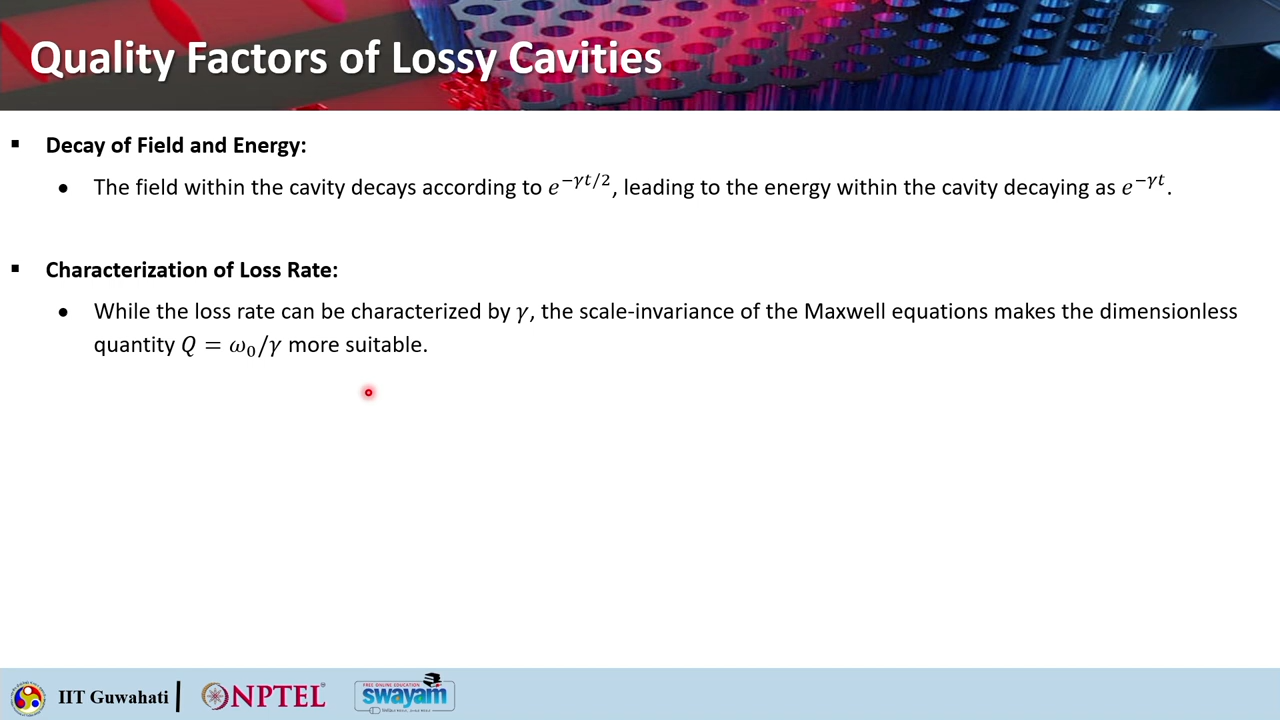 Quality Factors of Lossy Cavities
▪ Decay of Field and Energy:
• The field within the cavity decays according to e^{−γt/2}, leading to the energy within the cavity decaying as e^{−γt}.
▪ Characterization of Loss Rate:
• While the loss rate can be characterized by γ, the scale-invariance of the Maxwell equations makes the dimensionless
quantity Q = ω₀/γ more suitable.
IIT Guwahati
NPTEL
FREE ONLINE EDUCATION
swayam